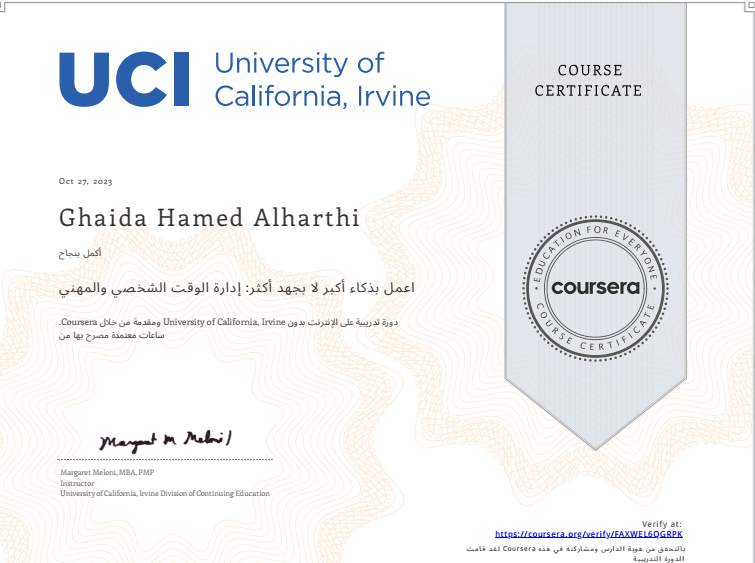 UCI University of
California, Irvine
COURSE
CERTIFICATE
Oct 27, 2023
Ghaida Hamed Alharthi
أكمل بنجاح
اعمل بذكاء أكبر لا بجهد أكثر: إدارة الوقت الشخصي والمهني
دورة تدريبية على الإنترنت بدون University of California, Irvine ومقدمة من خلال Coursera.
ساعات معتمدة مصرح بها من
EDUCATION FOR EVERYONE
coursera
COURSE CERTIFICATE
Margaret M Meloni
Margaret Meloni, MBA, PMP
Instructor
University of California, Irvine Division of Continuing Education
Verify at:
https://coursera.org/verify/FAXWEL6QGRPK
بالتحقق من هوية الدارس ومشاركته في هذه Coursera لقد قامت
الدورة التدريبية